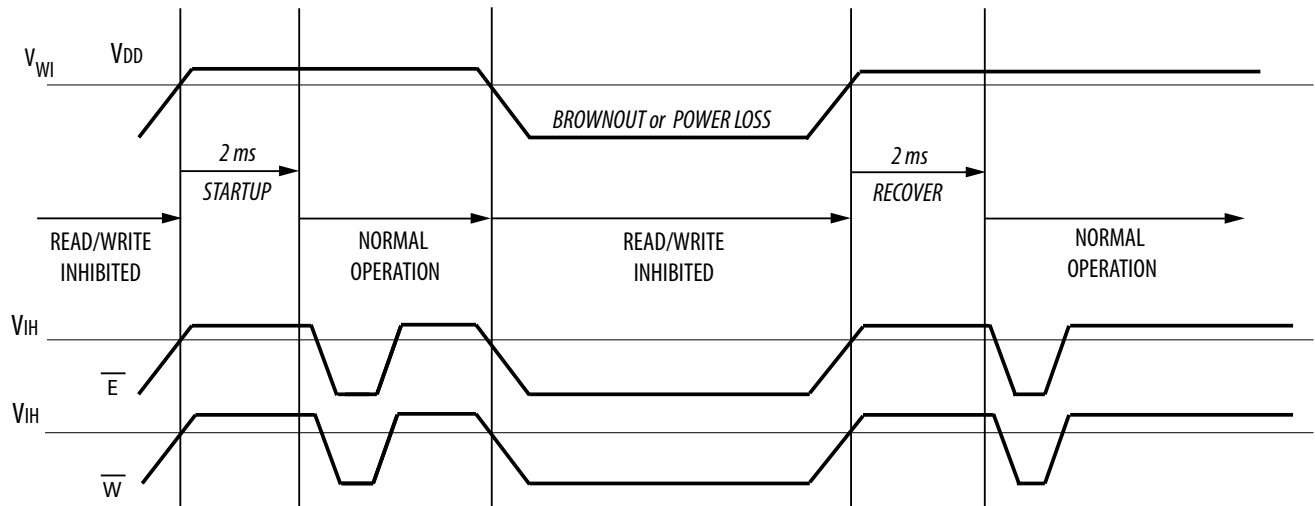 VWI VDD
BROWNOUT or POWER LOSS
2 ms
STARTUP
2 ms
RECOVER
READ/WRITE
INHIBITED
NORMAL
OPERATION
READ/WRITE
INHIBITED
NORMAL
OPERATION
VIH
E
VIH
W